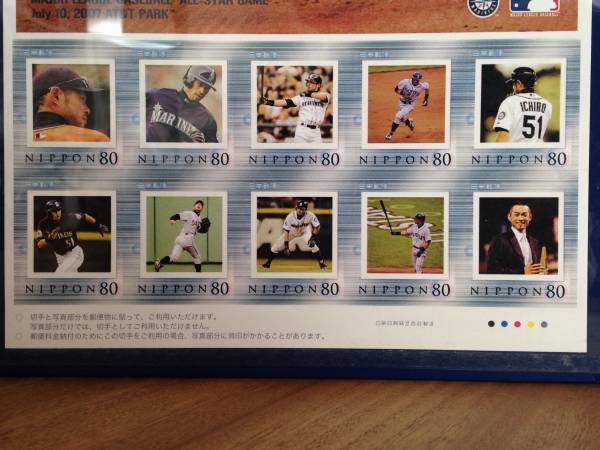 MAJOR LEAGUE BASEBALL ALL-STAR GAME
July 10, 2007 AT&T PARK
MAJOR LEAGUE BASEBALL
MARINERS
ICHIRO
51
NIPPON 80
NIPPON 80
NIPPON 80
NIPPON 80
NIPPON 80
51
NIPPON 80
NIPPON 80
NIPPON 80
NIPPON 80
NIPPON 80
○ 切手と写真部分を郵便物に貼って、ご利用いただけます。
写真部分だけでは、切手としてご利用いただけません。
○ 郵便料金納付のためにこの切手をご利用の場合、写真部分に消印がかかることがあります。